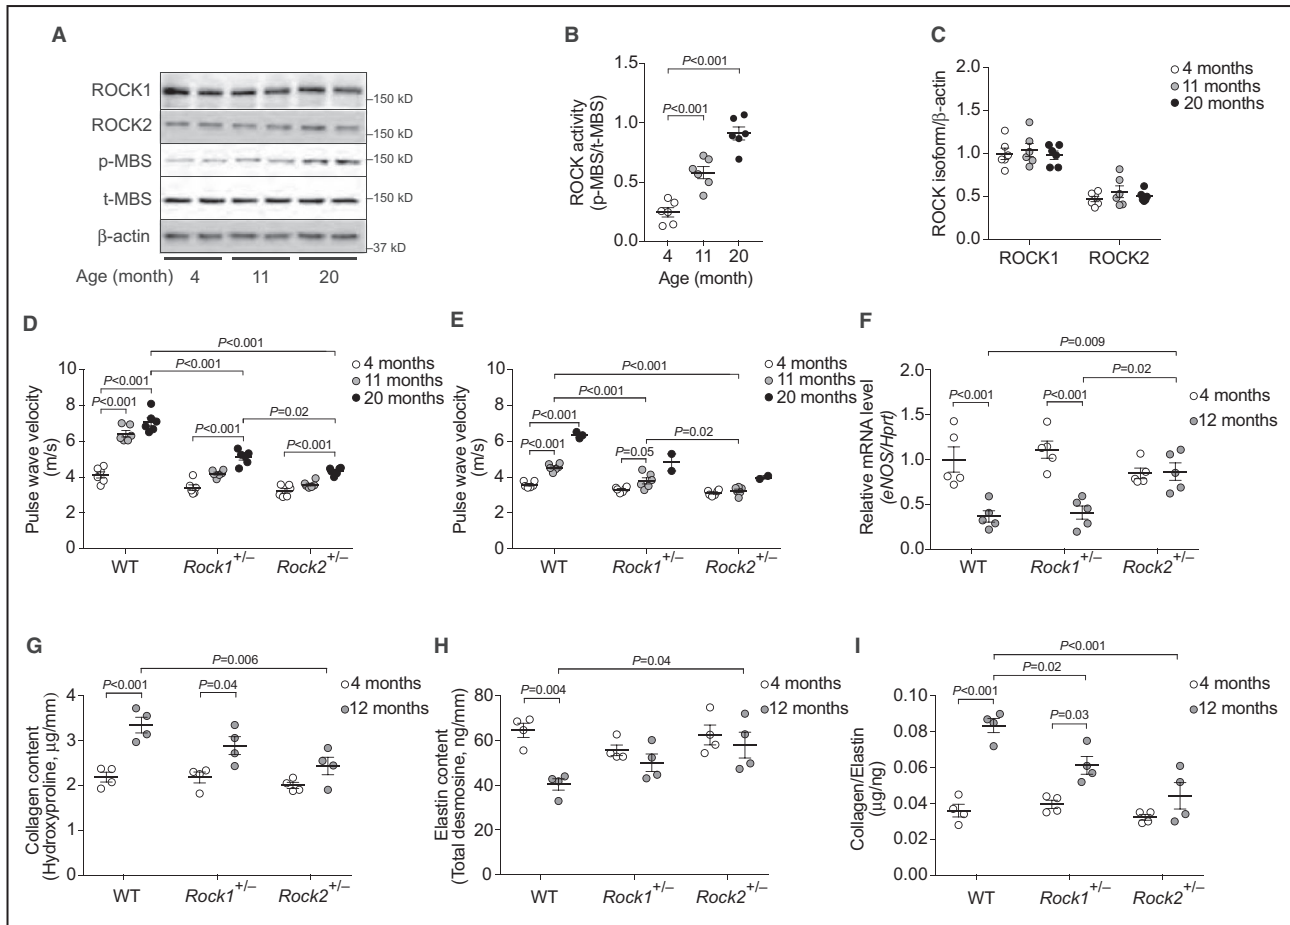 A
ROCK1
–150 kD
ROCK2
–150 kD
p-MBS
–150 kD
t-MBS
–150 kD
β-actin
–37 kD
Age (month) 4 11 20
B
P<0.001
P<0.001
ROCK activity
(p-MBS/t-MBS)
1.5
1.0
0.5
0.0
4 11 20
Age (month)
C
ROCK isoform/β-actin
2.0
1.5
1.0
0.5
0.0
ROCK1 ROCK2
4 months
11 months
20 months
D
P<0.001
P<0.001
P<0.001
P<0.001
P=0.02
P<0.001
P<0.001
Pulse wave velocity
(m/s)
10
8
6
4
2
0
WT Rock1+/– Rock2+/–
4 months
11 months
20 months
E
P<0.001
P<0.001
P<0.001
P<0.001
P=0.05
P=0.02
Pulse wave velocity
(m/s)
10
8
6
4
2
0
WT Rock1+/– Rock2+/–
4 months
11 months
20 months
F
P=0.009
P=0.02
P<0.001
P<0.001
Relative mRNA level
(eNOS/Hprt)
2.0
1.5
1.0
0.5
0.0
WT Rock1+/– Rock2+/–
4 months
12 months
G
P=0.006
P<0.001
P=0.04
Collagen content
(Hydroxyproline, μg/mm)
4
3
2
1
0
WT Rock1+/– Rock2+/–
4 months
12 months
H
P=0.04
P=0.004
Elastin content
(Total desmosine, ng/mm)
80
60
40
20
0
WT Rock1+/– Rock2+/–
4 months
12 months
I
P<0.001
P=0.02
P<0.001
P=0.03
Collagen/Elastin
(μg/ng)
0.10
0.08
0.06
0.04
0.02
0.00
WT Rock1+/– Rock2+/–
4 months
12 months